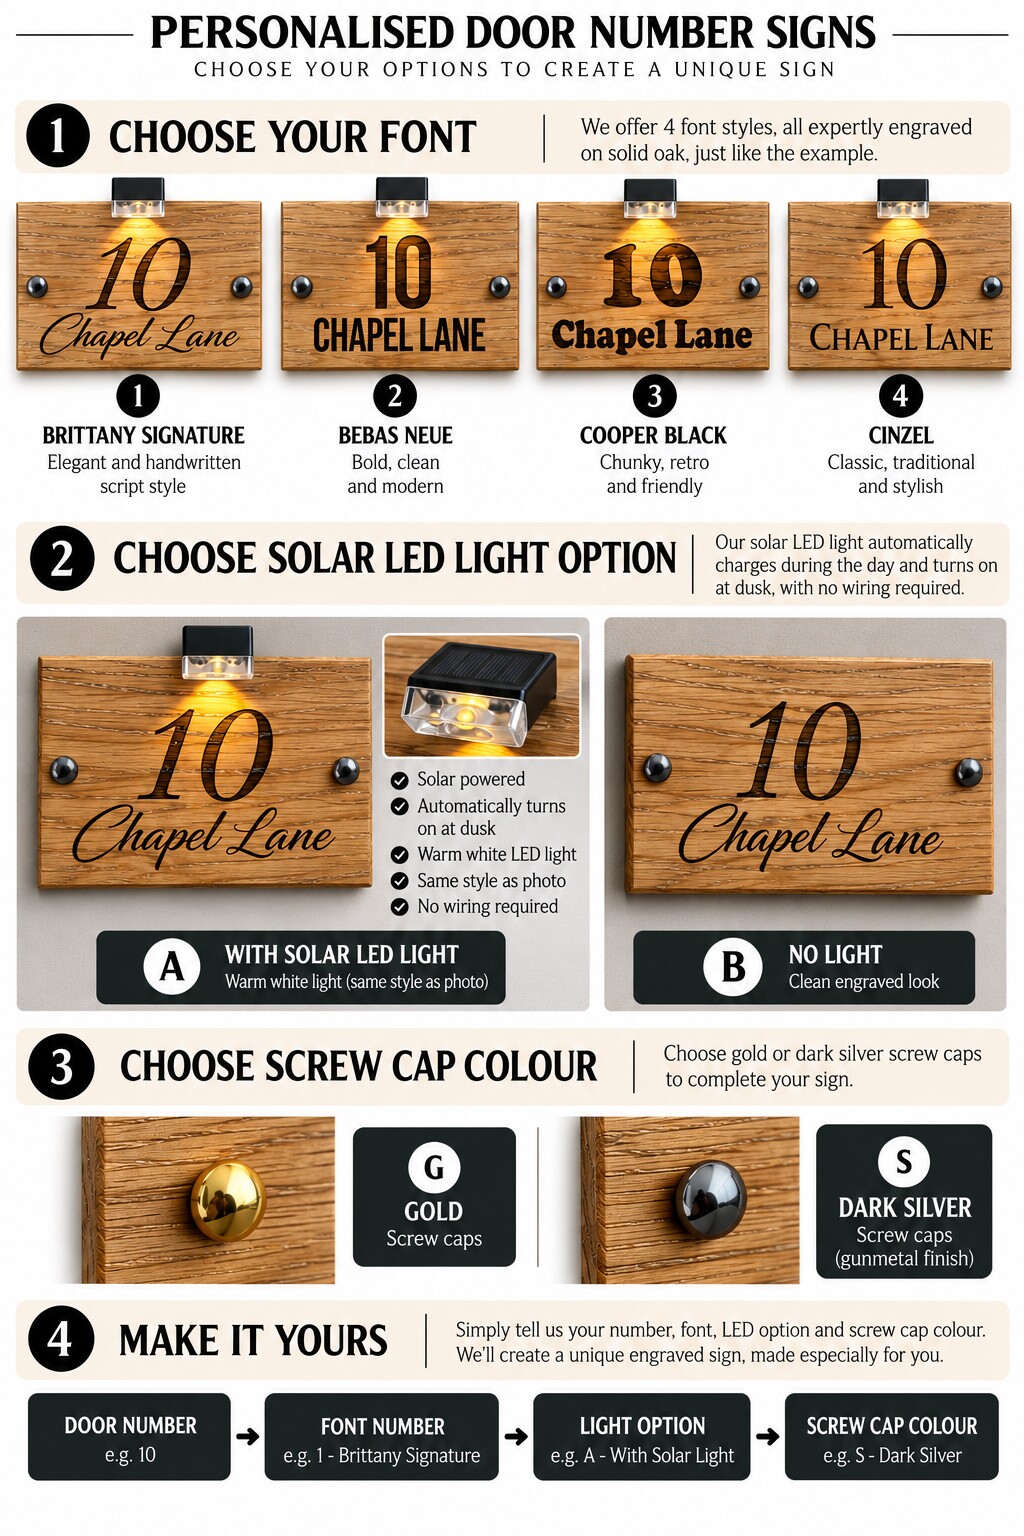 PERSONALISED DOOR NUMBER SIGNS
CHOOSE YOUR OPTIONS TO CREATE A UNIQUE SIGN
1 CHOOSE YOUR FONT
We offer 4 font styles, all expertly engraved
on solid oak, just like the example.
10
Chapel Lane
10
CHAPEL LANE
10
Chapel Lane
10
CHAPEL LANE
1
BRITTANY SIGNATURE
Elegant and handwritten
script style
2
BEBAS NEUE
Bold, clean
and modern
3
COOPER BLACK
Chunky, retro
and friendly
4
CINZEL
Classic, traditional
and stylish
2 CHOOSE SOLAR LED LIGHT OPTION
Our solar LED light automatically
charges during the day and turns on
at dusk, with no wiring required.
10
Chapel Lane
Solar powered
Automatically turns
on at dusk
Warm white LED light
Same style as photo
No wiring required
A
WITH SOLAR LED LIGHT
Warm white light (same style as photo)
10
Chapel Lane
B
NO LIGHT
Clean engraved look
3 CHOOSE SCREW CAP COLOUR
Choose gold or dark silver screw caps
to complete your sign.
G
GOLD
Screw caps
S
DARK SILVER
Screw caps
(gunmetal finish)
4 MAKE IT YOURS
Simply tell us your number, font, LED option and screw cap colour.
We'll create a unique engraved sign, made especially for you.
DOOR NUMBER
e.g. 10
FONT NUMBER
e.g. 1 - Brittany Signature
LIGHT OPTION
e.g. A - With Solar Light
SCREW CAP COLOUR
e.g. S - Dark Silver